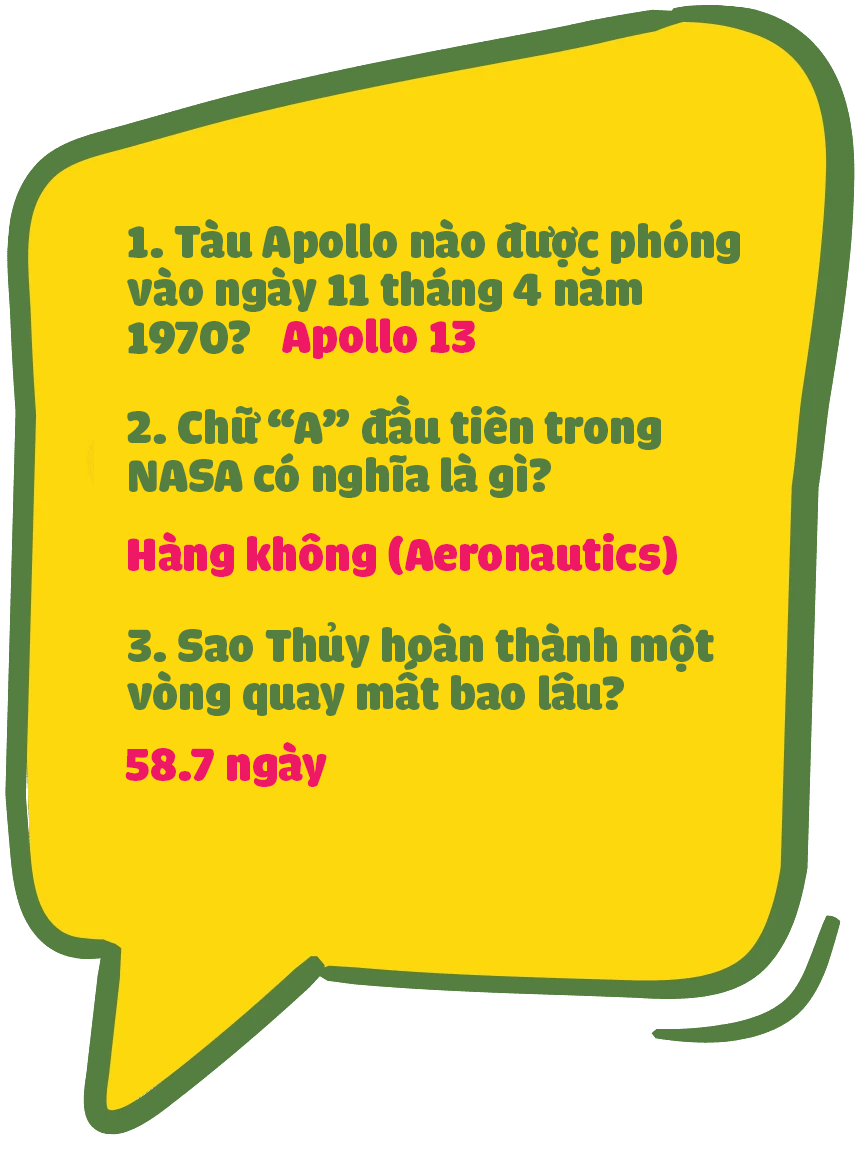 1. Tàu Apollo nào được phóng
vào ngày 11 tháng 4 năm
1970? Apollo 13
2. Chữ “A” đầu tiên trong
NASA có nghĩa là gì?
Hàng không (Aeronautics)
3. Sao Thủy hoàn thành một
vòng quay mất bao lâu?
58.7 ngày